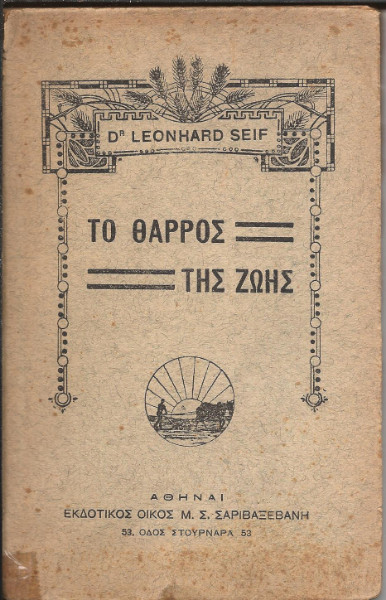 Dᴿ LEONHARD SEIF
ΤΟ ΘΑΡΡΟΣ
ΤΗΣ ΖΩΗΣ
ΑΘΗΝΑΙ
ΕΚΔΟΤΙΚΟΣ ΟΙΚΟΣ Μ. Σ. ΣΑΡΙΒΑΞΕΒΑΝΗ
53, ΟΔΟΣ ΣΤΟΥΡΝΑΡΑ 53